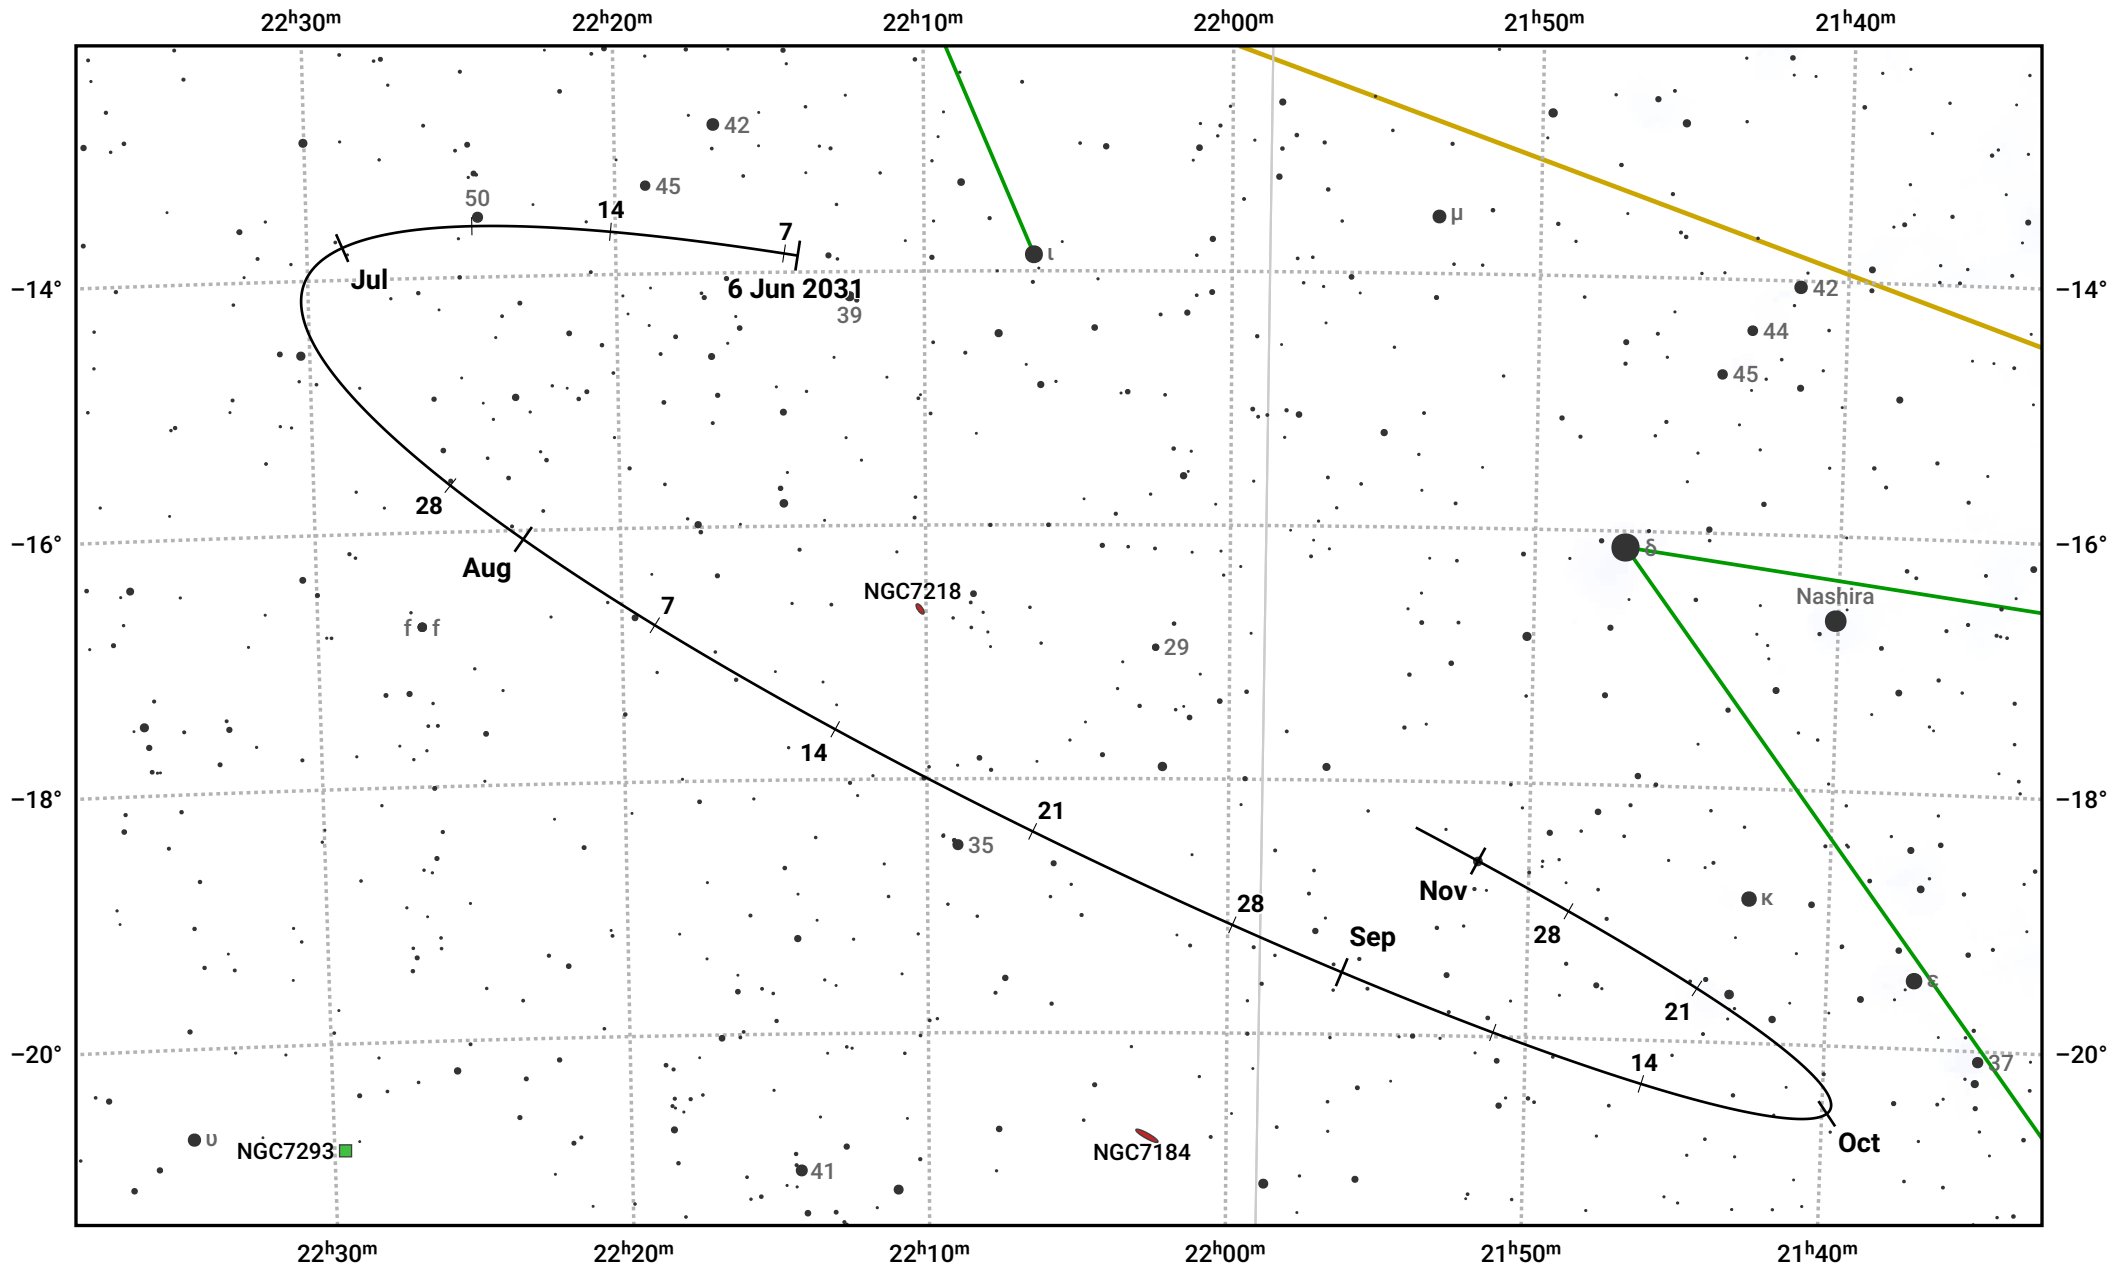 22ʰ30ᵐ 22ʰ20ᵐ 22ʰ10ᵐ 22ʰ00ᵐ 21ʰ50ᵐ 21ʰ40ᵐ
42
45
50
14
7
μ
ι
Jul
6 Jun 2031
−14°
−14°
42
39
44
45
28
−16°
−16°
δ
Aug
NGC7218
Nashira
7
f f
29
14
−18°
−18°
21
35
Nov
κ
28
Sep
28
ε
21
−20°
−20°
14
37
υ
NGC7293
NGC7184
Oct
41
22ʰ30ᵐ 22ʰ20ᵐ 22ʰ10ᵐ 22ʰ00ᵐ 21ʰ50ᵐ 21ʰ40ᵐ